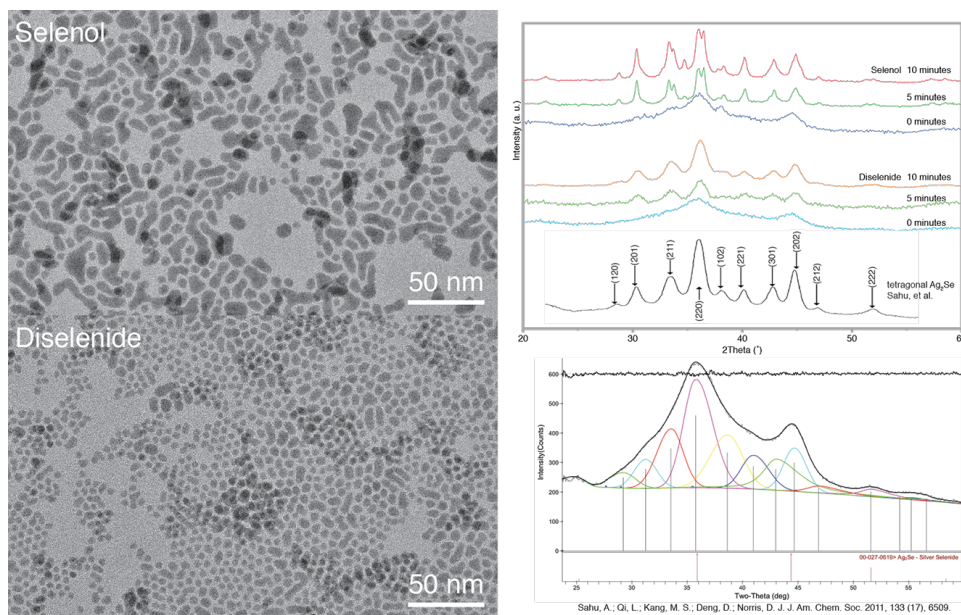 Selenol
50 nm
Diselenide
50 nm
Intensity (a. u.)
Selenol 10 minutes
5 minutes
0 minutes
Diselenide 10 minutes
5 minutes
0 minutes
(120)
(201)
(211)
(220)
(102)
(221)
(301)
(202)
(212)
(222)
tetragonal Ag₂Se
Sahu, et al.
20 30 40 50 60
2Theta (°)
Intensity(Counts)
600
500
400
300
200
100
0
00-027-0619> Ag₂Se - Silver Selenide
25 30 35 40 45 50 55
Two-Theta (deg)
Sahu, A.; Qi, L.; Kang, M. S.; Deng, D.; Norris, D. J. J. Am. Chem. Soc. 2011, 133 (17), 6509.